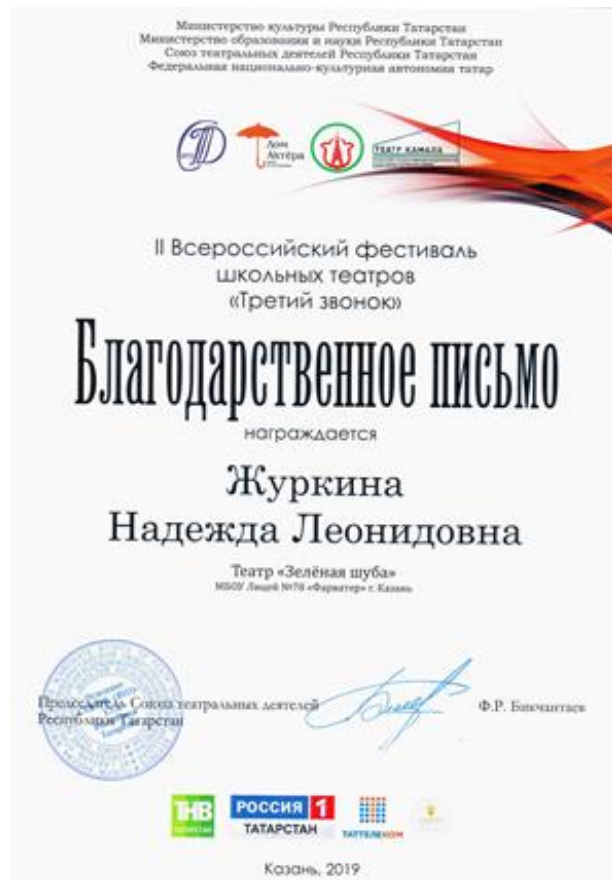 Министерство культуры Республики Татарстан
Министерство образования и науки Республики Татарстан
Союз театральных деятелей Республики Татарстан
Федеральная национально-культурная автономия татар
Дом
Актёра
ТЕАТР КАМАЛА
II Всероссийский фестиваль
школьных театров
«Третий звонок»
Благодарственное письмо
награждается
Журкина
Надежда Леонидовна
Театр «Зелёная шуба»
МБОУ Лицей №78 «Фарватер» г. Казань
Председатель Союза театральных деятелей
Республики Татарстан
Ф.Р. Бикчантаев
ТНВ
РОССИЯ 1
ТАТАРСТАН
ТАТТЕЛЕКОМ
Казань, 2019